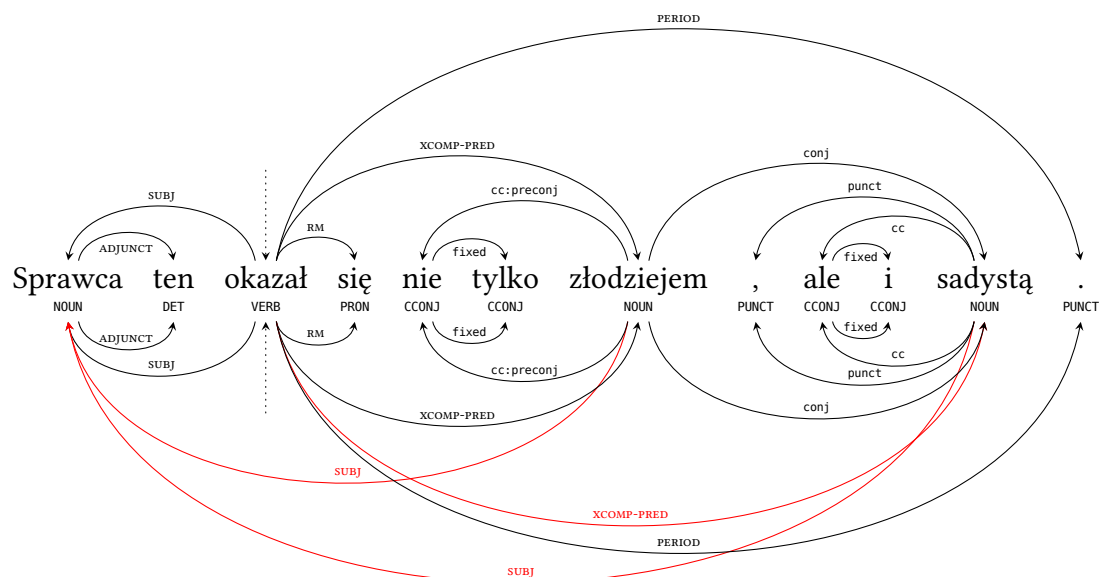 PERIOD
XCOMP-PRED
conj
cc:preconj
punct
SUBJ
RM
cc
ADJUNCT
fixed
fixed
Sprawca ten okazał się nie tylko złodziejem , ale i sadystą .
NOUN DET VERB PRON CCONJ CCONJ NOUN PUNCT CCONJ CCONJ NOUN PUNCT
ADJUNCT
RM
fixed
fixed
SUBJ
cc:preconj
cc
punct
XCOMP-PRED
conj
SUBJ
XCOMP-PRED
PERIOD
SUBJ